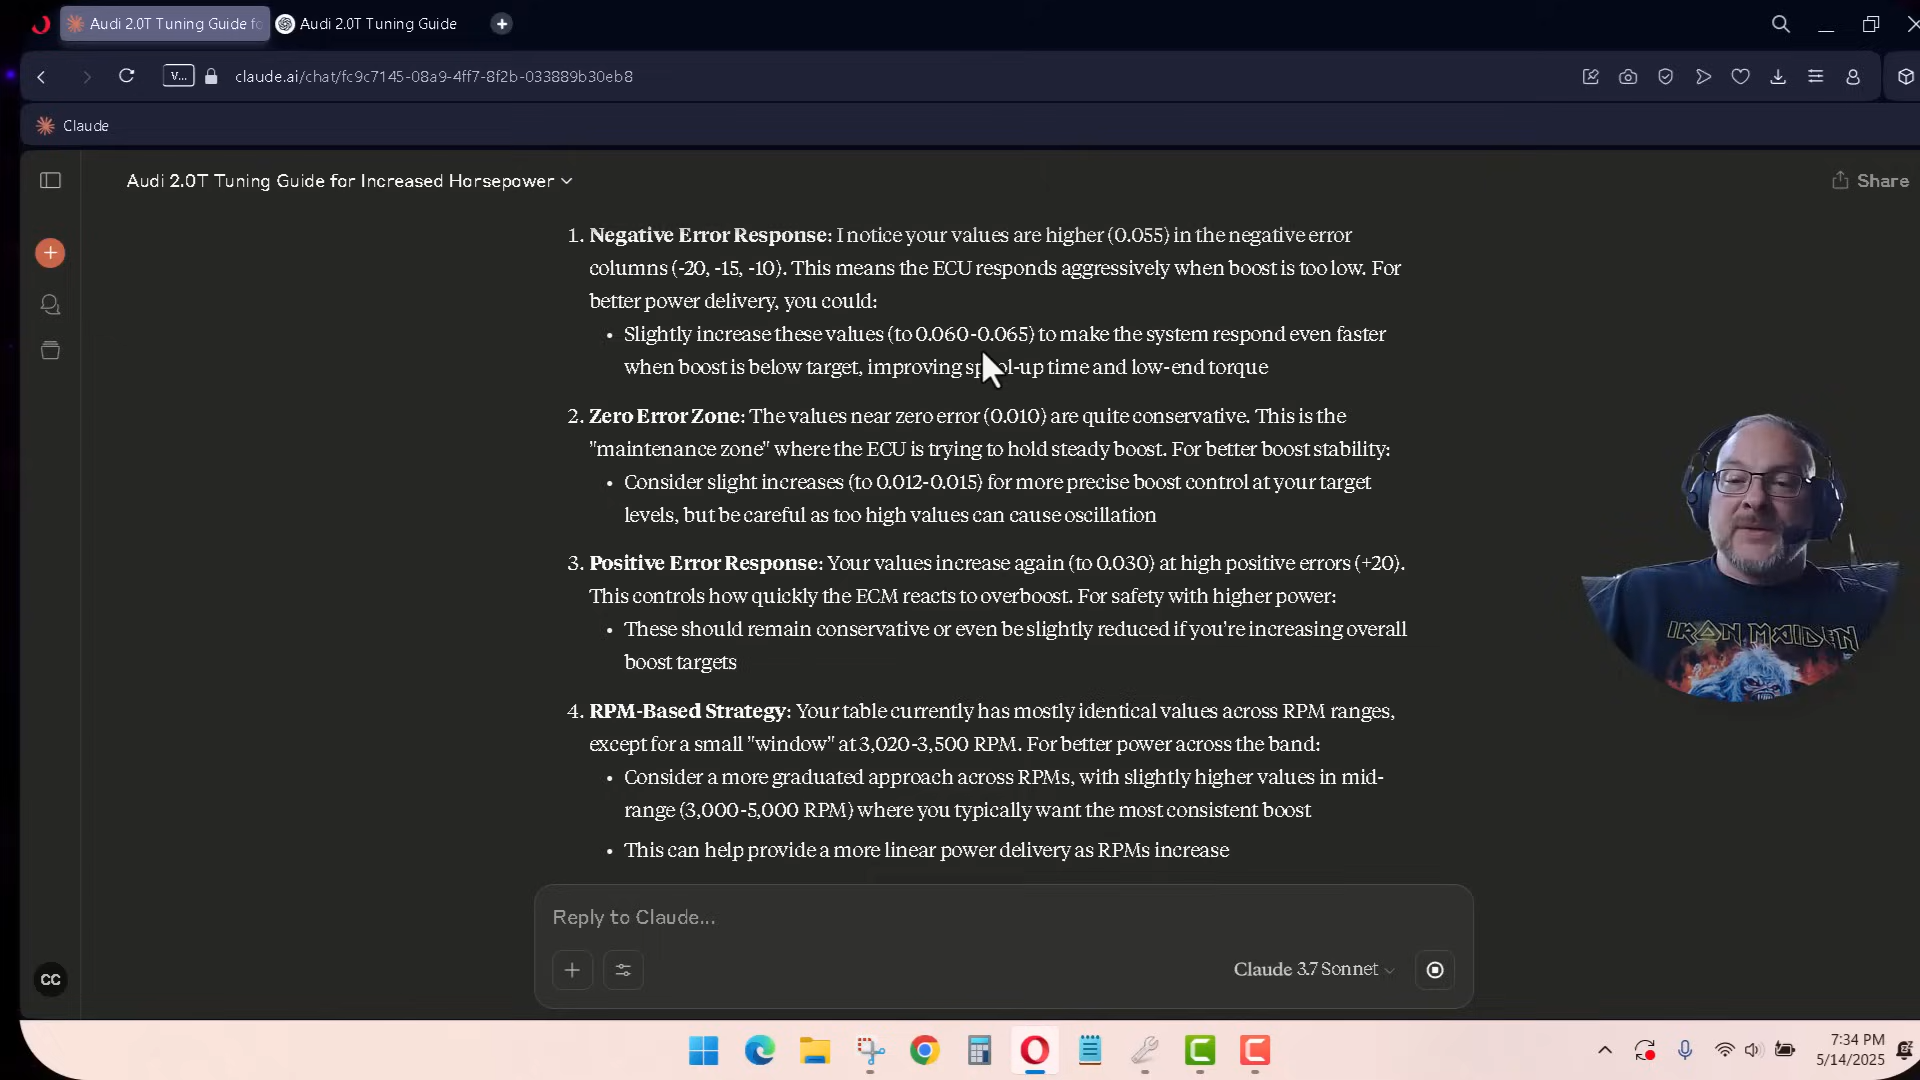 Audi 2.0T Tuning Guide fo
Audi 2.0T Tuning Guide
v...
claude.ai/chat/fc9c7145-08a9-4ff7-8f2b-033889b30eb8
Claude
Audi 2.0T Tuning Guide for Increased Horsepower
Share
1. Negative Error Response: I notice your values are higher (0.055) in the negative error
columns (-20, -15, -10). This means the ECU responds aggressively when boost is too low. For
better power delivery, you could:
• Slightly increase these values (to 0.060-0.065) to make the system respond even faster
when boost is below target, improving spool-up time and low-end torque
2. Zero Error Zone: The values near zero error (0.010) are quite conservative. This is the
"maintenance zone" where the ECU is trying to hold steady boost. For better boost stability:
• Consider slight increases (to 0.012-0.015) for more precise boost control at your target
levels, but be careful as too high values can cause oscillation
3. Positive Error Response: Your values increase again (to 0.030) at high positive errors (+20).
This controls how quickly the ECM reacts to overboost. For safety with higher power:
• These should remain conservative or even be slightly reduced if you're increasing overall
boost targets
4. RPM-Based Strategy: Your table currently has mostly identical values across RPM ranges,
except for a small "window" at 3,020-3,500 RPM. For better power across the band:
• Consider a more graduated approach across RPMs, with slightly higher values in mid-
range (3,000-5,000 RPM) where you typically want the most consistent boost
• This can help provide a more linear power delivery as RPMs increase
IRON MAIDEN
Reply to Claude...
Claude 3.7 Sonnet
CC
7:34 PM
5/14/2025